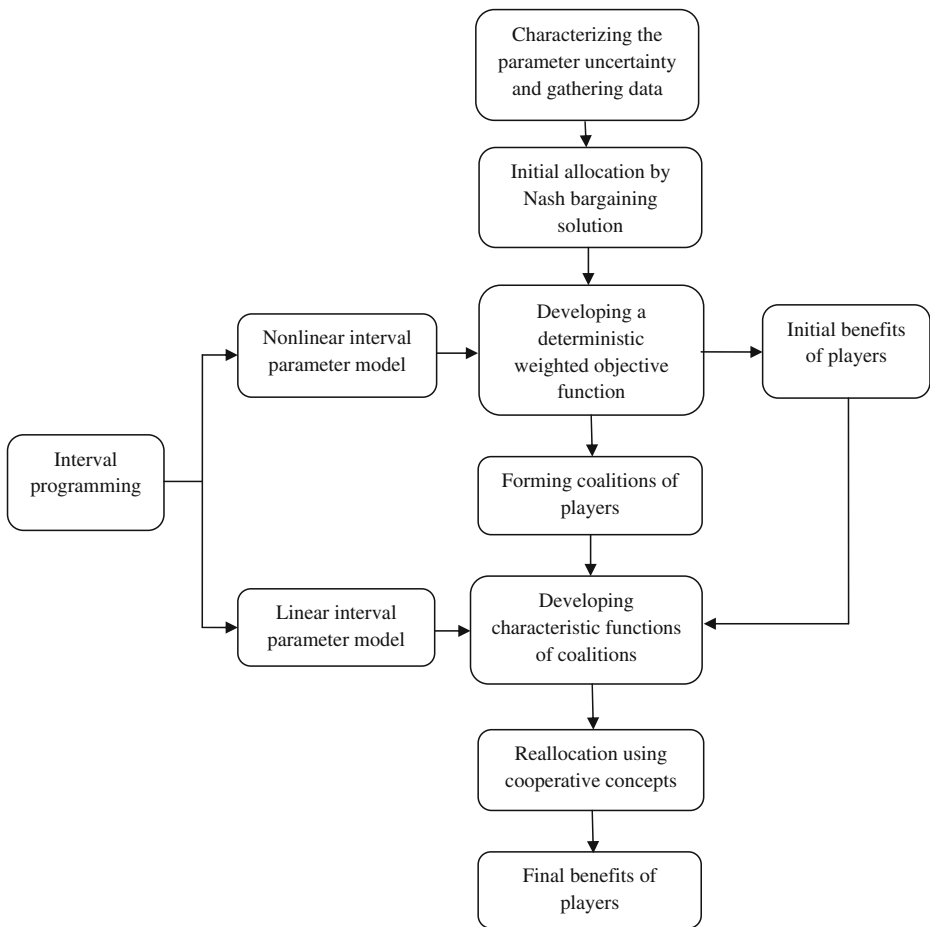 Characterizing the
parameter uncertainty
and gathering data
Initial allocation by
Nash bargaining
solution
Developing a
deterministic
weighted objective
function
Initial benefits
of players
Nonlinear interval
parameter model
Interval
programming
Forming coalitions of
players
Linear interval
parameter model
Developing
characteristic functions
of coalitions
Reallocation using
cooperative concepts
Final benefits of
players